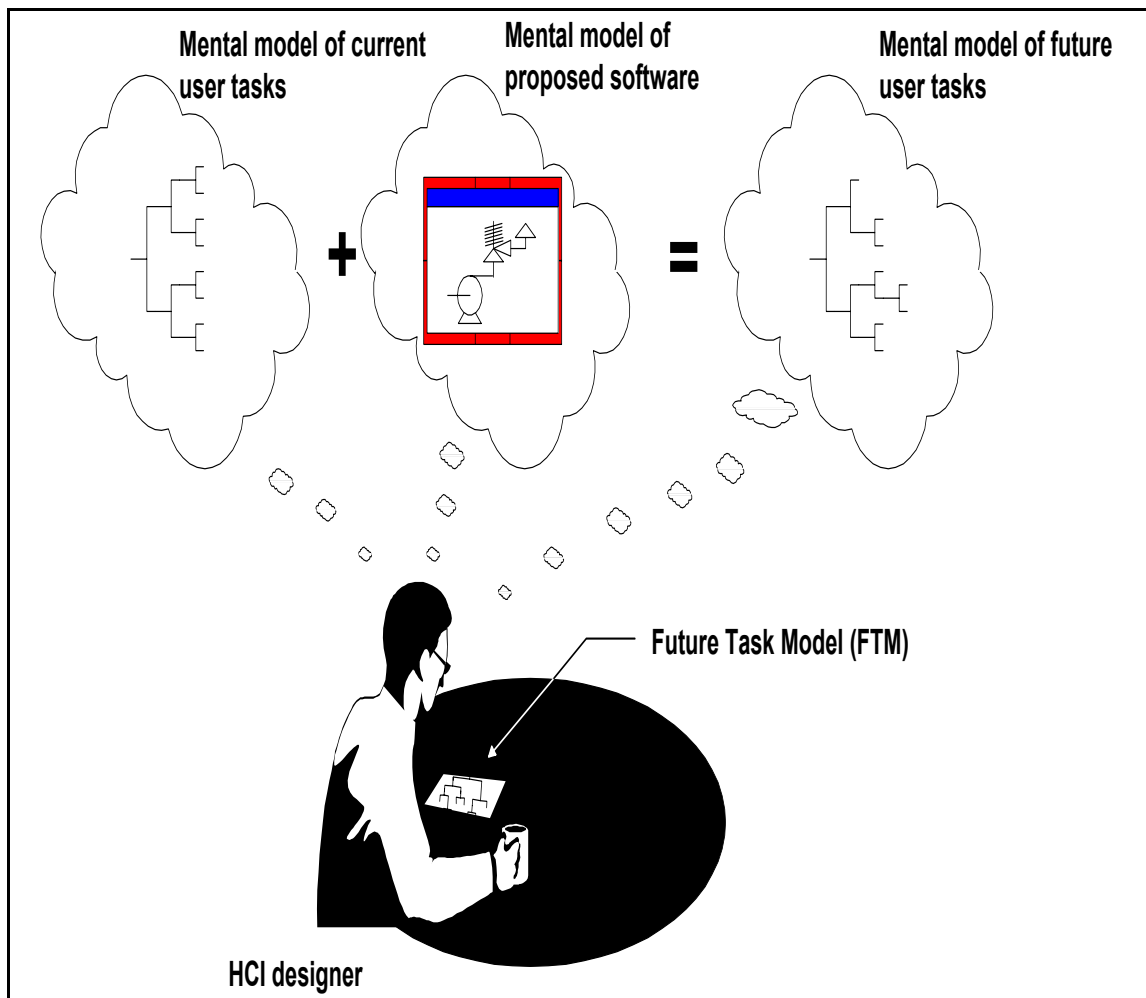 Mental model of current
user tasks
Mental model of
proposed software
Mental model of future
user tasks
+
=
Future Task Model (FTM)
HCI designer